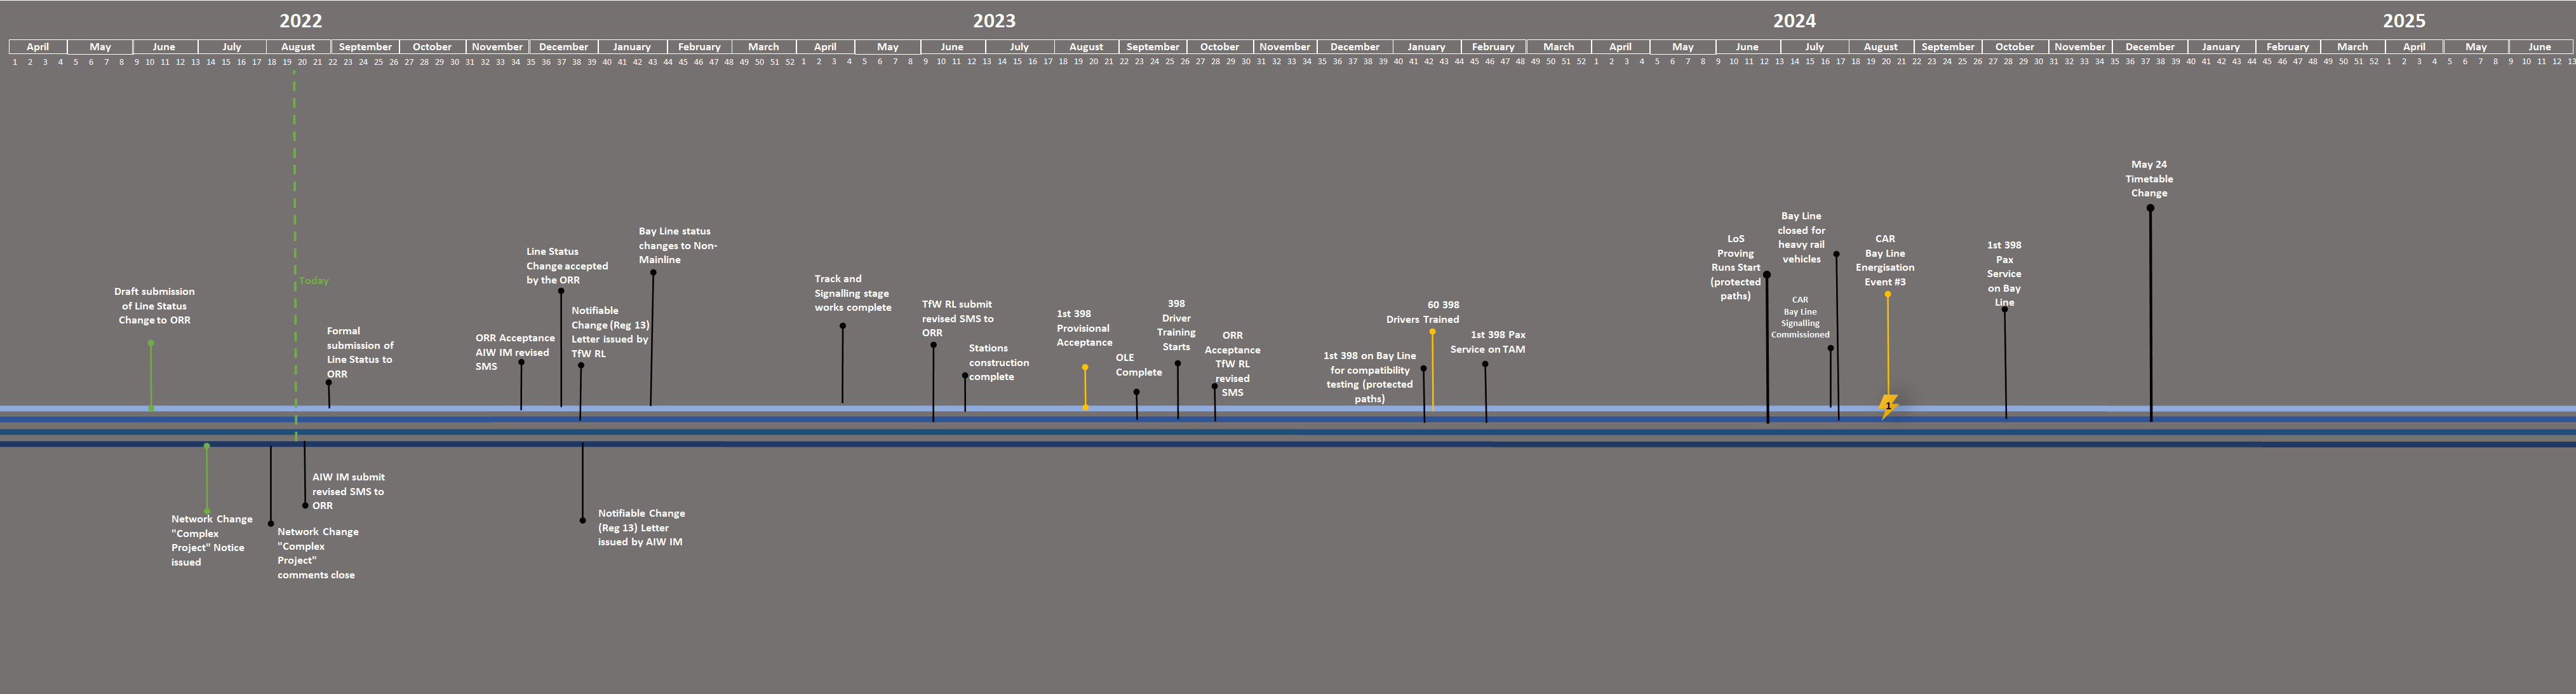 2022 2023 2024 2025
April May June July August September October November December January February March April May June July August September October November December January February March April May June July August September October November December January February March April May June
1 2 3 4 5 6 7 8 9 10 11 12 13 14 15 16 17 18 19 20 21 22 23 24 25 26 27 28 29 30 31 32 33 34 35 36 37 38 39 40 41 42 43 44 45 46 47 48 49 50 51 52 1 2 3 4 5 6 7 8 9 10 11 12 13 14 15 16 17 18 19 20 21 22 23 24 25 26 27 28 29 30 31 32 33 34 35 36 37 38 39 40 41 42 43 44 45 46 47 48 49 50 51 52 1 2 3 4 5 6 7 8 9 10 11 12 13 14 15 16 17 18 19 20 21 22 23 24 25 26 27 28 29 30 31 32 33 34 35 36 37 38 39 40 41 42 43 44 45 46 47 48 49 50 51 52 1 2 3 4 5 6 7 8 9 10 11 12 13
Draft submission
of Line Status
Change to ORR
Today
Formal
submission of
Line Status to
ORR
ORR Acceptance
AIW IM revised
SMS
Line Status
Change accepted
by the ORR
Notifiable
Change (Reg 13)
Letter issued by
TfW RL
Bay Line status
changes to Non-
Mainline
Track and
Signalling stage
works complete
TfW RL submit
revised SMS to
ORR
Stations
construction
complete
1st 398
Provisional
Acceptance
OLE
Complete
398
Driver
Training
Starts
ORR
Acceptance
TfW RL
revised
SMS
1st 398 on Bay Line
for compatibility
testing (protected
paths)
60 398
Drivers Trained
1st 398 Pax
Service on TAM
LoS
Proving
Runs Start
(protected
paths)
Bay Line
closed for
heavy rail
vehicles
CAR
Bay Line
Signalling
Commissioned
CAR
Bay Line
Energisation
Event #3
1
1st 398
Pax
Service
on Bay
Line
May 24
Timetable
Change
Network Change
"Complex
Project" Notice
issued
Network Change
"Complex
Project"
comments close
AIW IM submit
revised SMS to
ORR
Notifiable Change
(Reg 13) Letter
issued by AIW IM